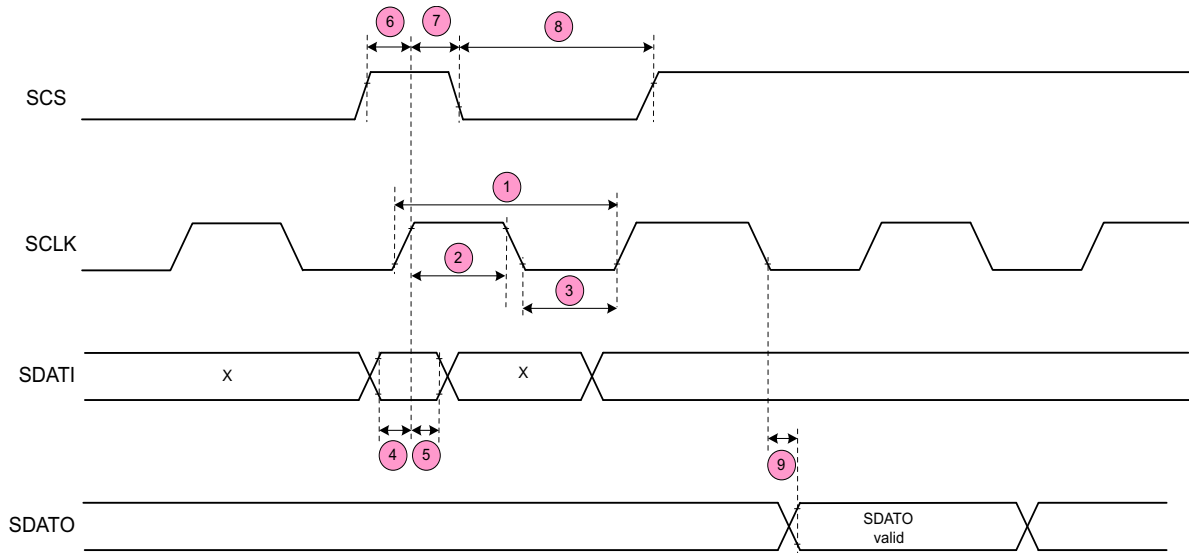 6 7 8
SCS
1
SCLK
2
3
SDATI X X
4 5 9
SDATO
SDATO
valid